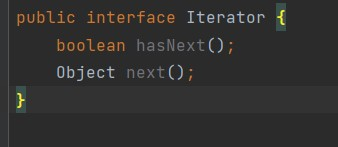 public interface Iterator {
    boolean hasNext();
    Object next();
}